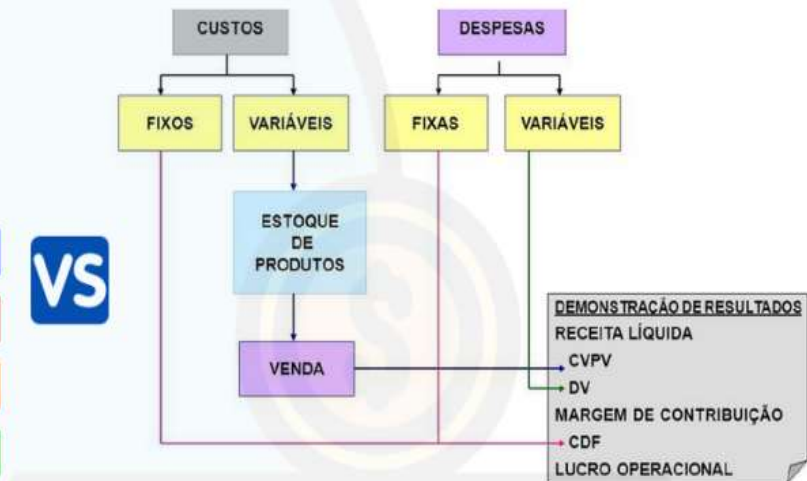 CUSTOS
DESPESAS
FIXOS
VARIÁVEIS
FIXAS
VARIÁVEIS
ESTOQUE
DE
PRODUTOS
VS
VENDA
DEMONSTRAÇÃO DE RESULTADOS
RECEITA LÍQUIDA
CVPV
DV
MARGEM DE CONTRIBUIÇÃO
CDF
LUCRO OPERACIONAL